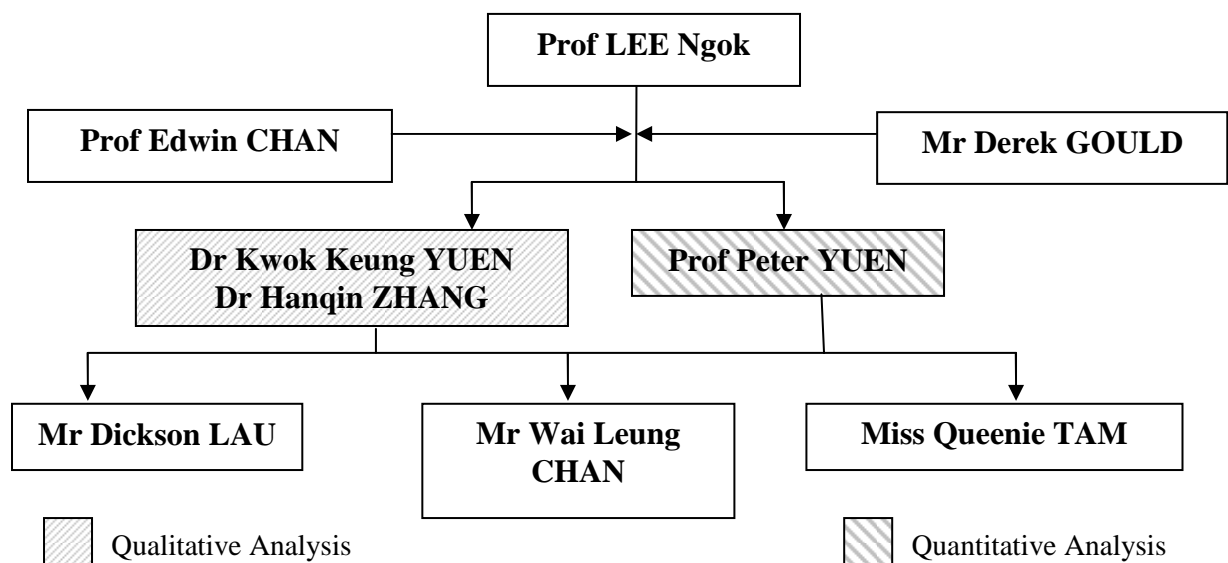 Prof LEE Ngok
Prof Edwin CHAN
Mr Derek GOULD
Dr Kwok Keung YUEN
Dr Hanqin ZHANG
Prof Peter YUEN
Mr Dickson LAU
Mr Wai Leung
CHAN
Miss Queenie TAM
Qualitative Analysis
Quantitative Analysis